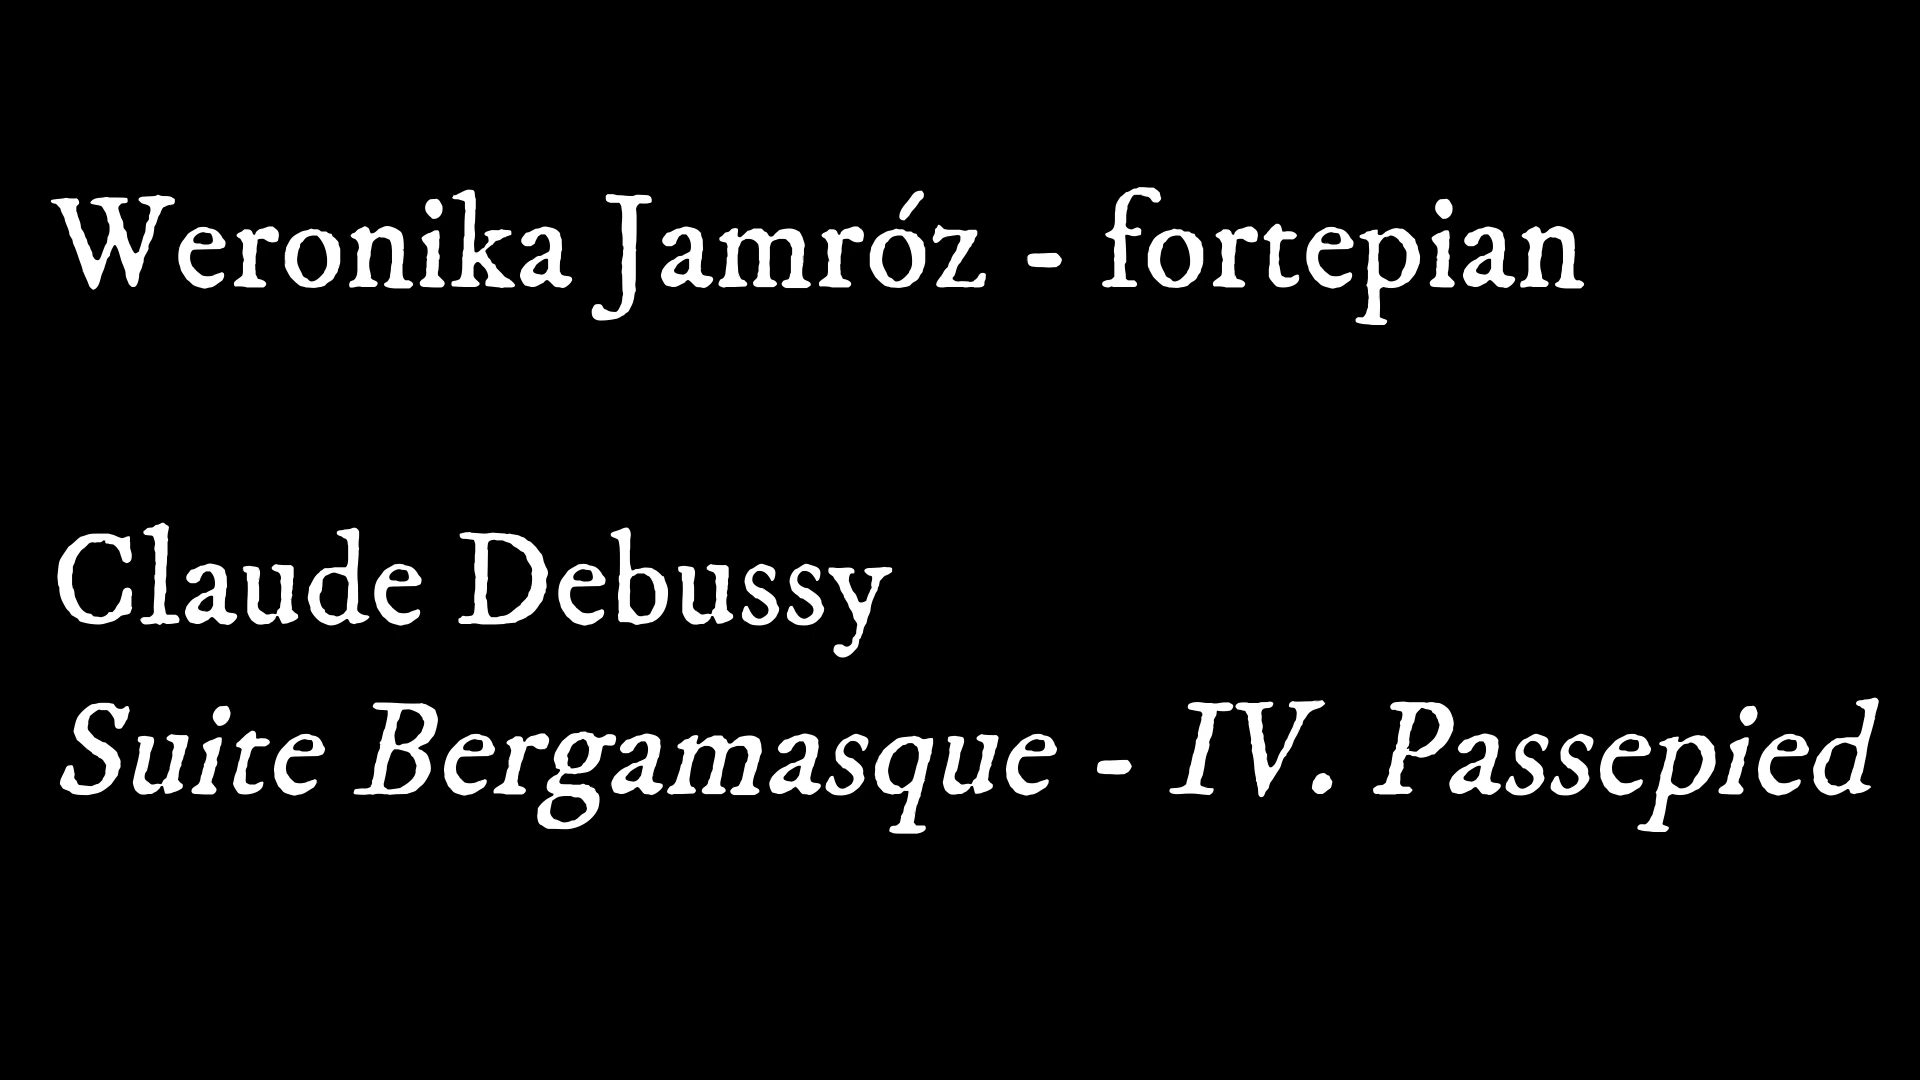 Weronika Jamróz - fortepian
Claude Debussy
Suite Bergamasque - IV. Passepied